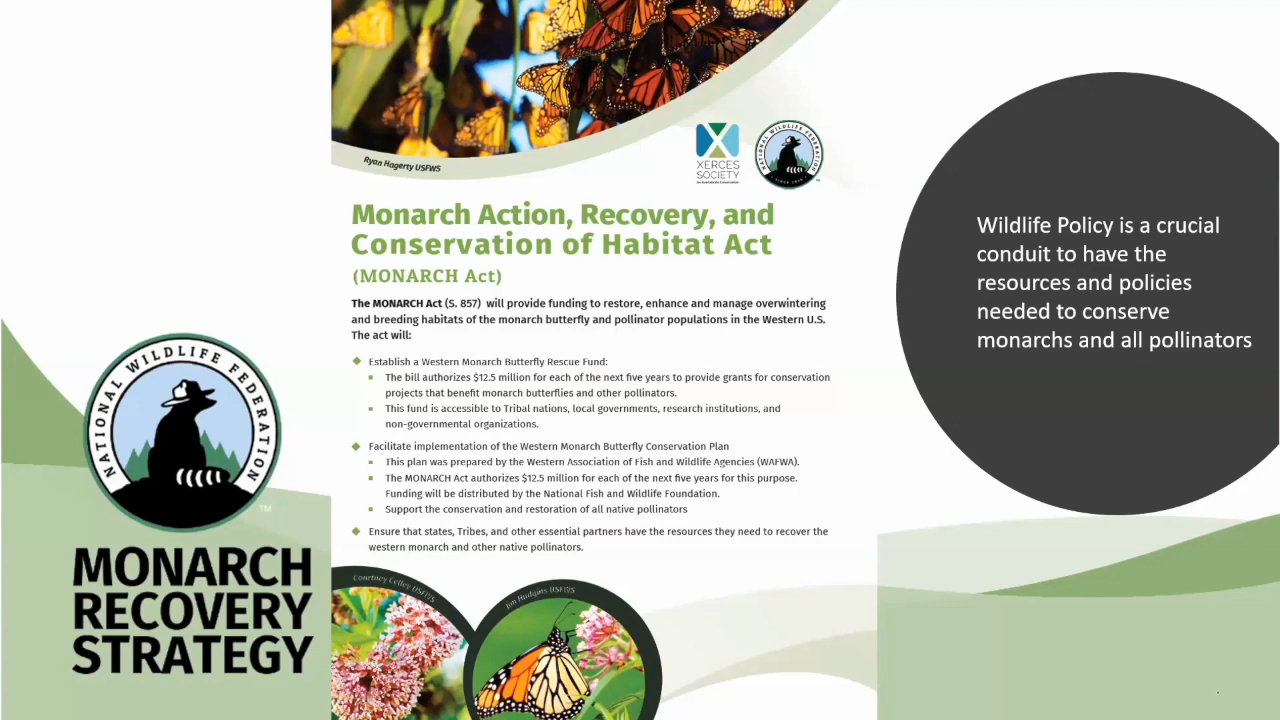 Ryan Hagerty USFWS
XERCES
SOCIETY
NATIONAL WILDLIFE FEDERATION
SINCE 1936
Monarch Action, Recovery, and
Conservation of Habitat Act
(MONARCH Act)
The MONARCH Act (S. 857) will provide funding to restore, enhance and manage overwintering
and breeding habitats of the monarch butterfly and pollinator populations in the Western U.S.
The act will:
Establish a Western Monarch Butterfly Rescue Fund:
The bill authorizes $12.5 million for each of the next five years to provide grants for conservation
projects that benefit monarch butterflies and other pollinators.
This fund is accessible to Tribal nations, local governments, research institutions, and
non-governmental organizations.
Facilitate implementation of the Western Monarch Butterfly Conservation Plan
This plan was prepared by the Western Association of Fish and Wildlife Agencies (WAFWA).
The MONARCH Act authorizes $12.5 million for each of the next five years for this purpose.
Funding will be distributed by the National Fish and Wildlife Foundation.
Support the conservation and restoration of all native pollinators
Ensure that states, Tribes, and other essential partners have the resources they need to recover the
western monarch and other native pollinators.
Courtney Celley USFWS
Jim Hudgins USFWS
NATIONAL WILDLIFE FEDERATION
TM
MONARCH
RECOVERY
STRATEGY
Wildlife Policy is a crucial
conduit to have the
resources and policies
needed to conserve
monarchs and all pollinators